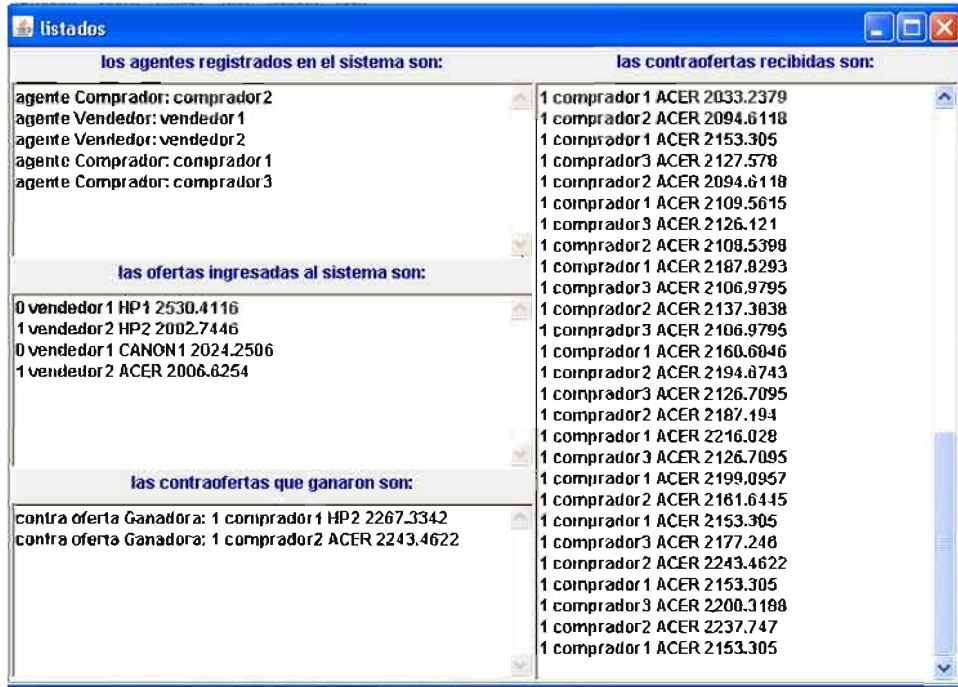 listados
los agentes registrados en el sistema son:
agente Comprador: comprador2
agente Vendedor: vendedor1
agente Vendedor: vendedor2
agente Comprador: comprador1
agente Comprador: comprador3
las ofertas ingresadas al sistema son:
0 vendedor1 HP1 2530.4116
1 vendedor2 HP2 2002.7446
0 vendedor1 CANON1 2024.2506
1 vendedor2 ACER 2006.6254
las contraofertas que ganaron son:
contra oferta Ganadora: 1 comprador1 HP2 2267.3342
contra oferta Ganadora: 1 comprador2 ACER 2243.4622
las contraofertas recibidas son:
1 comprador1 ACER 2033.2379
1 comprador2 ACER 2094.6118
1 comprador1 ACER 2153.305
1 comprador3 ACER 2127.578
1 comprador2 ACER 2094.6118
1 comprador1 ACER 2109.5615
1 comprador3 ACER 2126.121
1 comprador2 ACER 2108.5398
1 comprador1 ACER 2187.8293
1 comprador3 ACER 2106.9795
1 comprador2 ACER 2137.3838
1 comprador3 ACER 2106.9795
1 comprador1 ACER 2160.6846
1 comprador2 ACER 2194.6743
1 comprador3 ACER 2126.7095
1 comprador2 ACER 2187.194
1 comprador1 ACER 2216.028
1 comprador3 ACER 2126.7095
1 comprador1 ACER 2199.0957
1 comprador2 ACER 2161.6445
1 comprador1 ACER 2153.305
1 comprador3 ACER 2177.246
1 comprador2 ACER 2243.4622
1 comprador1 ACER 2153.305
1 comprador3 ACER 2200.3188
1 comprador2 ACER 2237.747
1 comprador1 ACER 2153.305